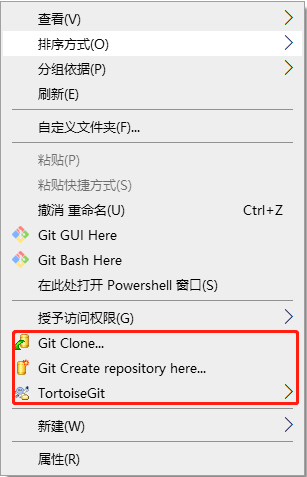 查看(V)
排序方式(O)
分组依据(P)
刷新(E)
自定义文件夹(F)...
粘贴(P)
粘贴快捷方式(S)
撤消 重命名(U) Ctrl+Z
Git GUI Here
Git Bash Here
在此处打开 Powershell 窗口(S)
授予访问权限(G)
Git Clone...
Git Create repository here...
TortoiseGit
新建(W)
属性(R)